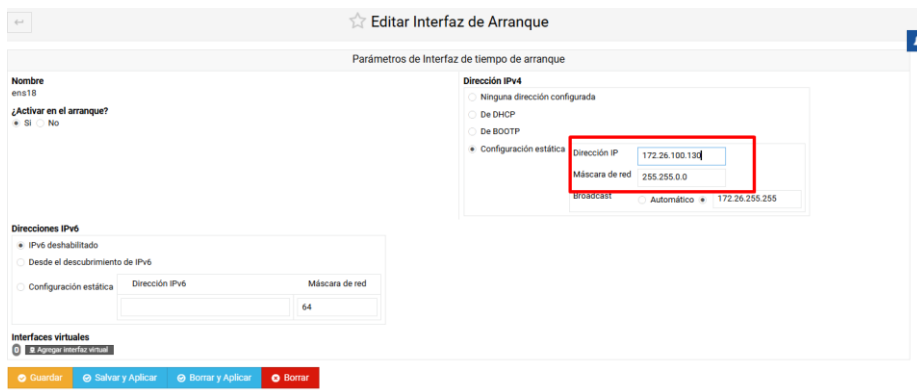 Editar Interfaz de Arranque
Parámetros de Interfaz de tiempo de arranque
Nombre
ens18
¿Activar en el arranque?
Si No
Dirección IPv4
Ninguna dirección configurada
De DHCP
De BOOTP
Configuración estática
Dirección IP 172.26.100.130
Máscara de red 255.255.0.0
Broadcast Automático 172.26.255.255
Direcciones IPv6
IPv6 deshabilitado
Desde el descubrimiento de IPv6
Configuración estática
Dirección IPv6 Máscara de red
64
Interfaces virtuales
0 Agregar interfaz virtual
Guardar Salvar y Aplicar Borrar y Aplicar Borrar